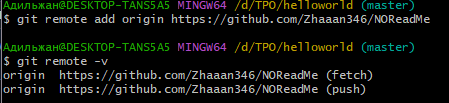 Адильжан@DESKTOP-TANS5A5 MINGW64 /d/TPO/helloworld (master)
$ git remote add origin https://github.com/Zhaaan346/NOReadMe
Адильжан@DESKTOP-TANS5A5 MINGW64 /d/TPO/helloworld (master)
$ git remote -v
origin  https://github.com/Zhaaan346/NOReadMe (fetch)
origin  https://github.com/Zhaaan346/NOReadMe (push)